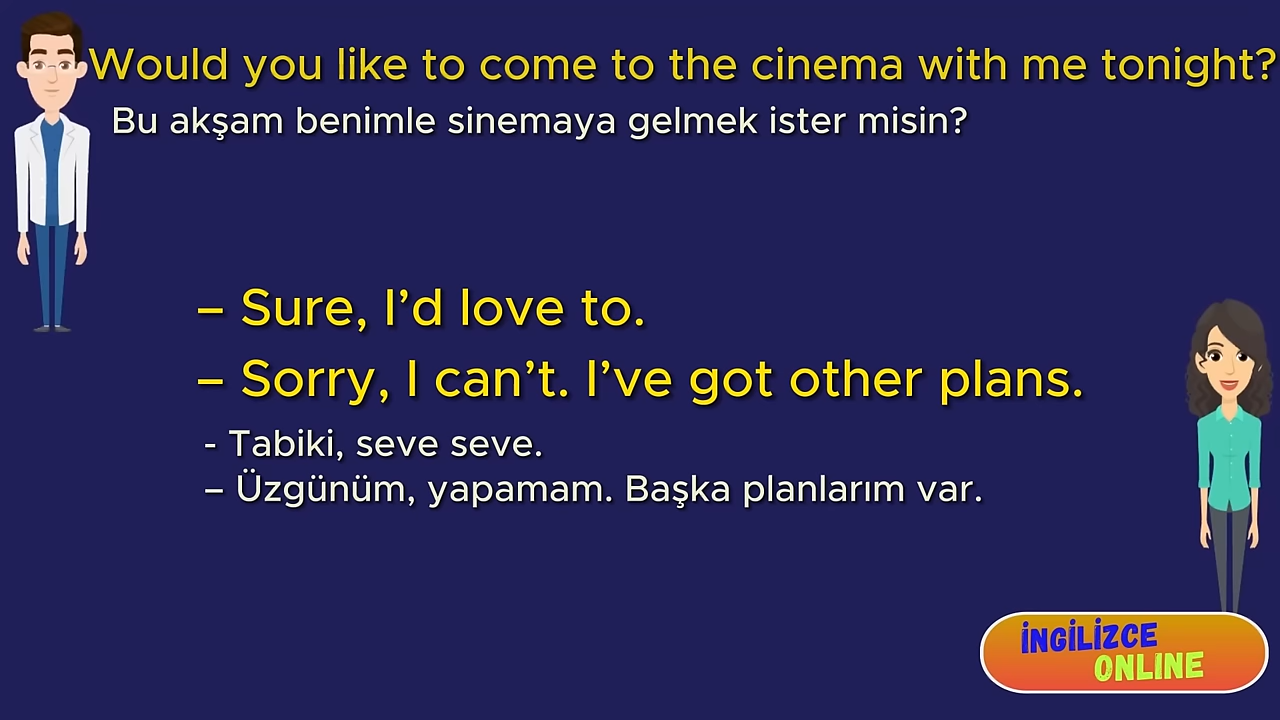 Would you like to come to the cinema with me tonight?
Bu akşam benimle sinemaya gelmek ister misin?
– Sure, I’d love to.
– Sorry, I can’t. I’ve got other plans.
- Tabiki, seve seve.
– Üzgünüm, yapamam. Başka planlarım var.
İNGİLİZCE
ONLINE